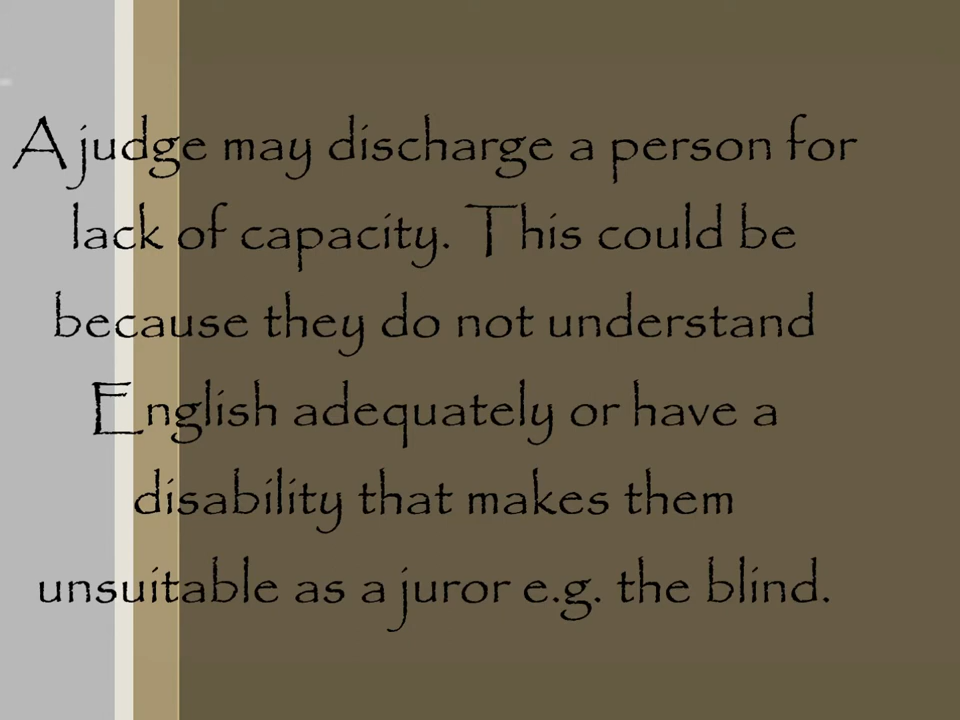 A judge may discharge a person for
lack of capacity. This could be
because they do not understand
English adequately or have a
disability that makes them
unsuitable as a juror e.g. the blind.